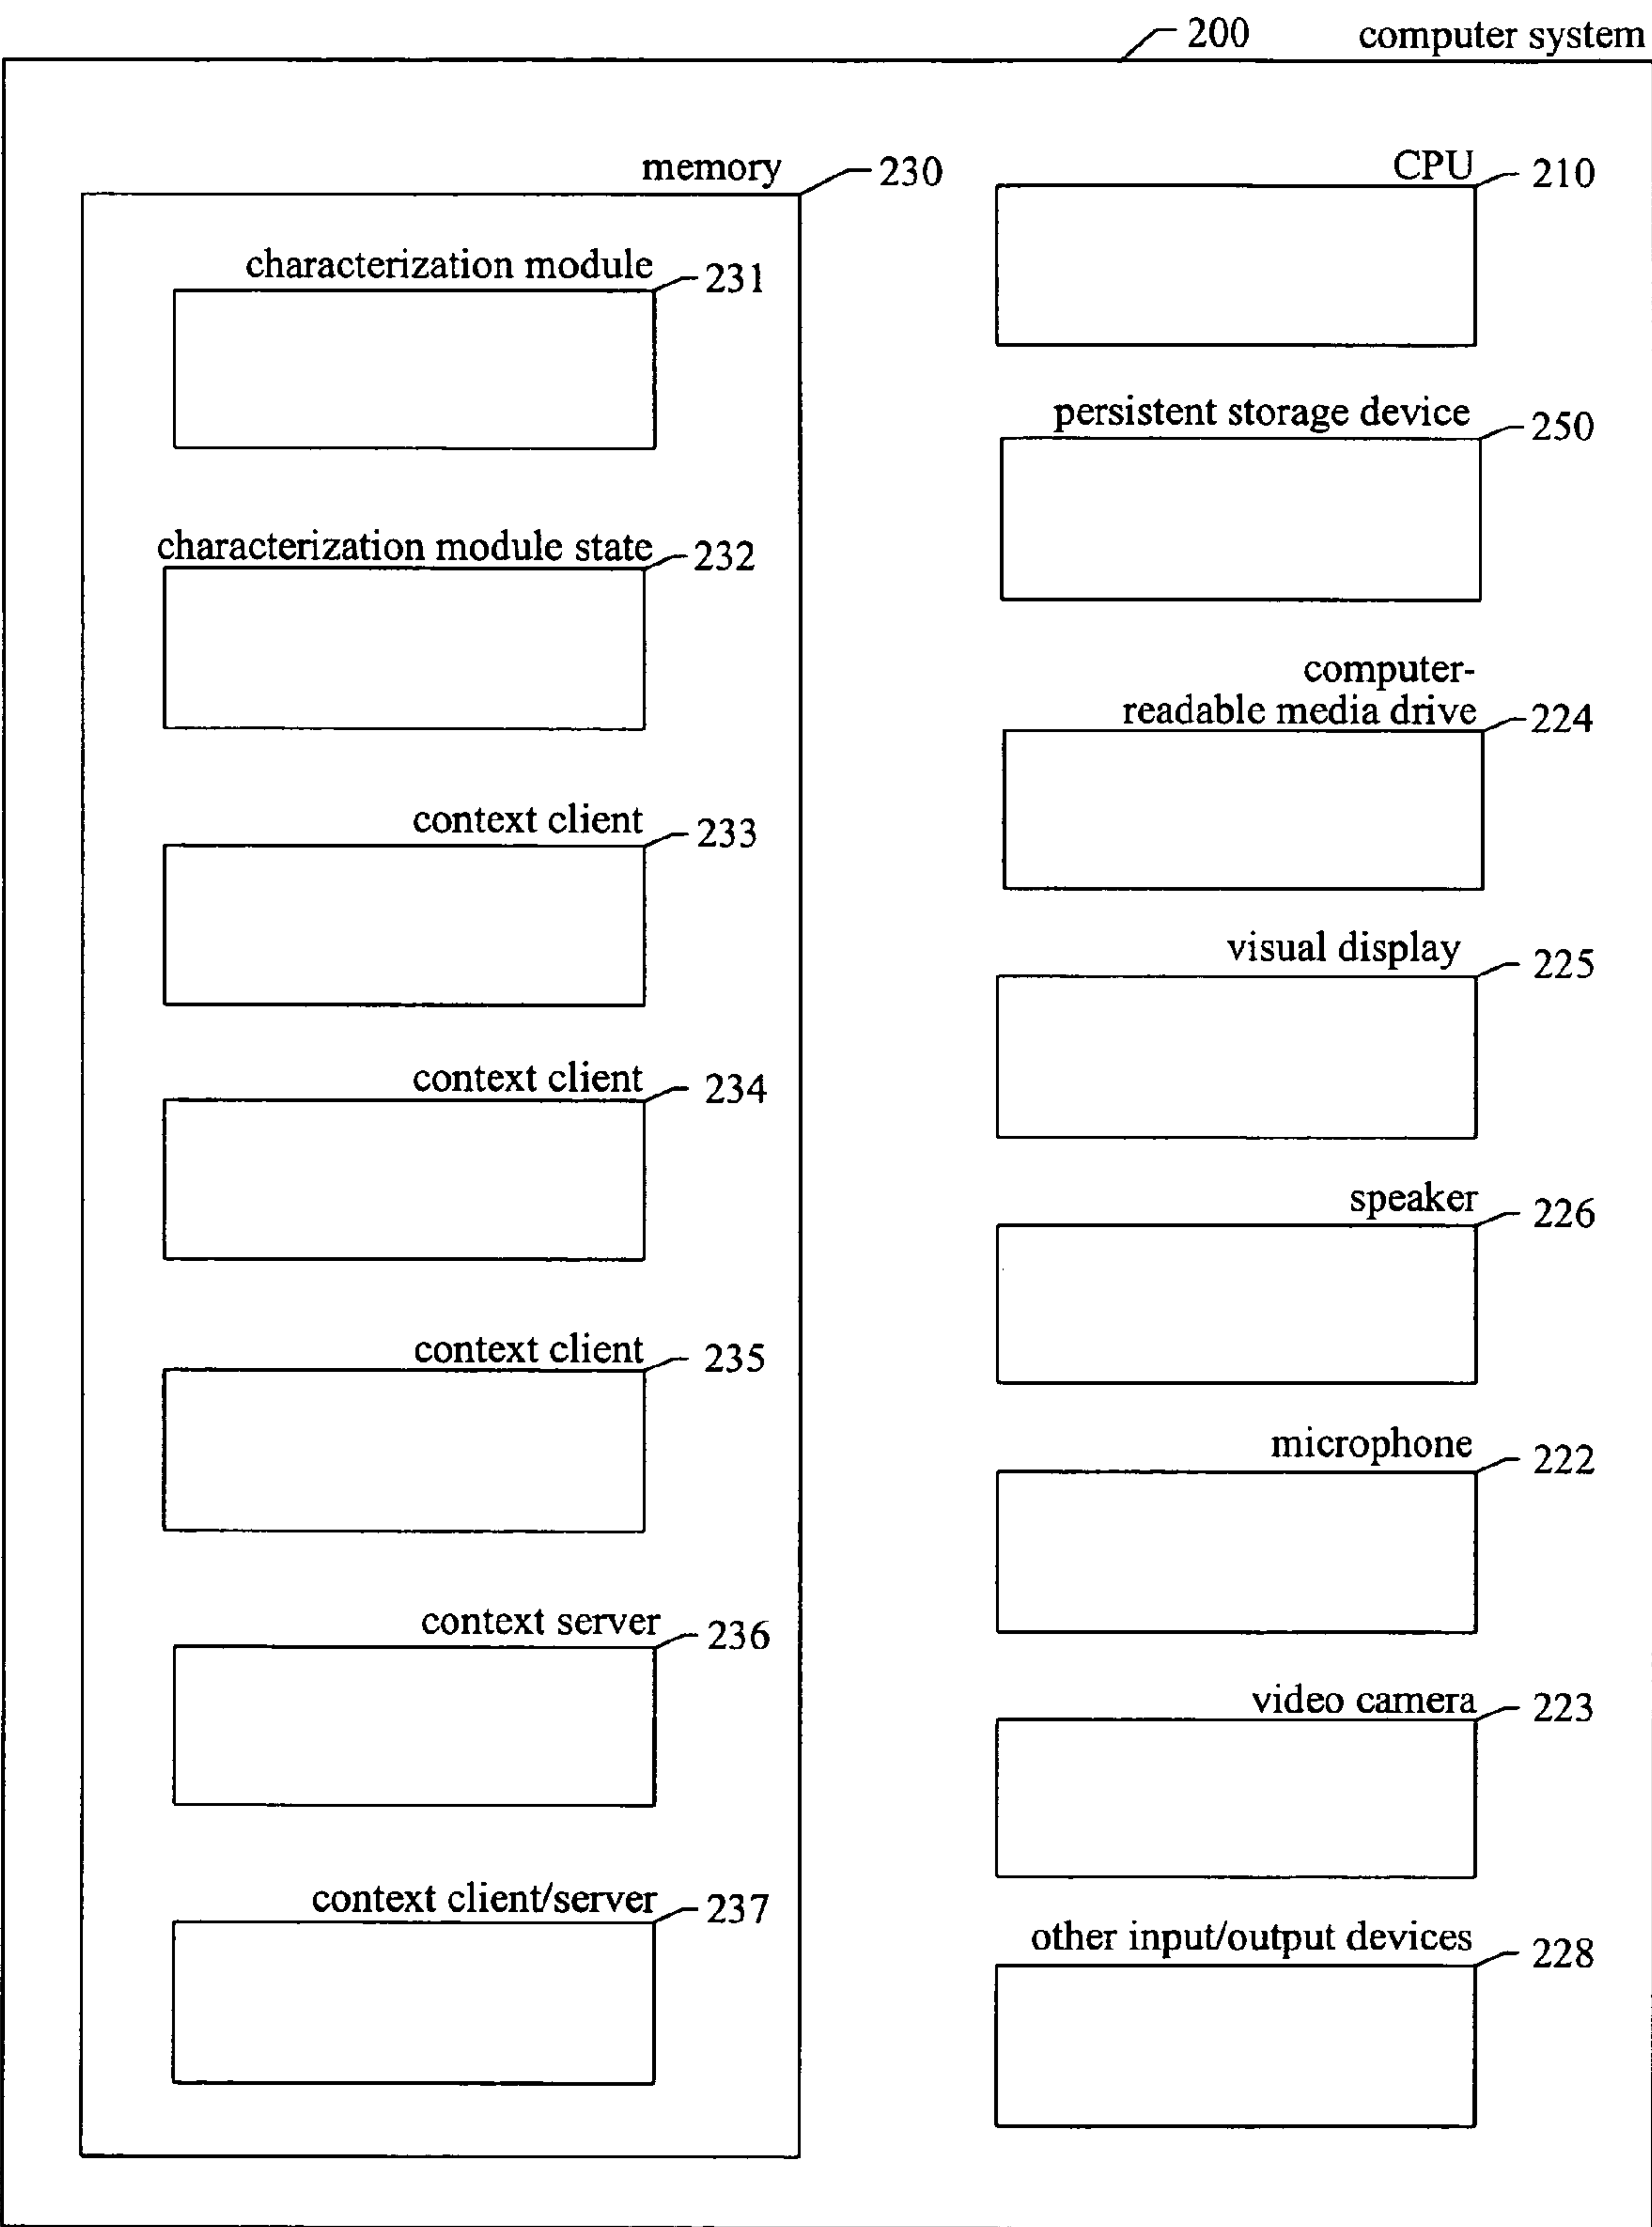 200 computer system
memory 230
characterization module 231
characterization module state 232
context client 233
context client 234
context client 235
context server 236
context client/server 237
CPU 210
persistent storage device 250
computer-
readable media drive 224
visual display 225
speaker 226
microphone 222
video camera 223
other input/output devices 228